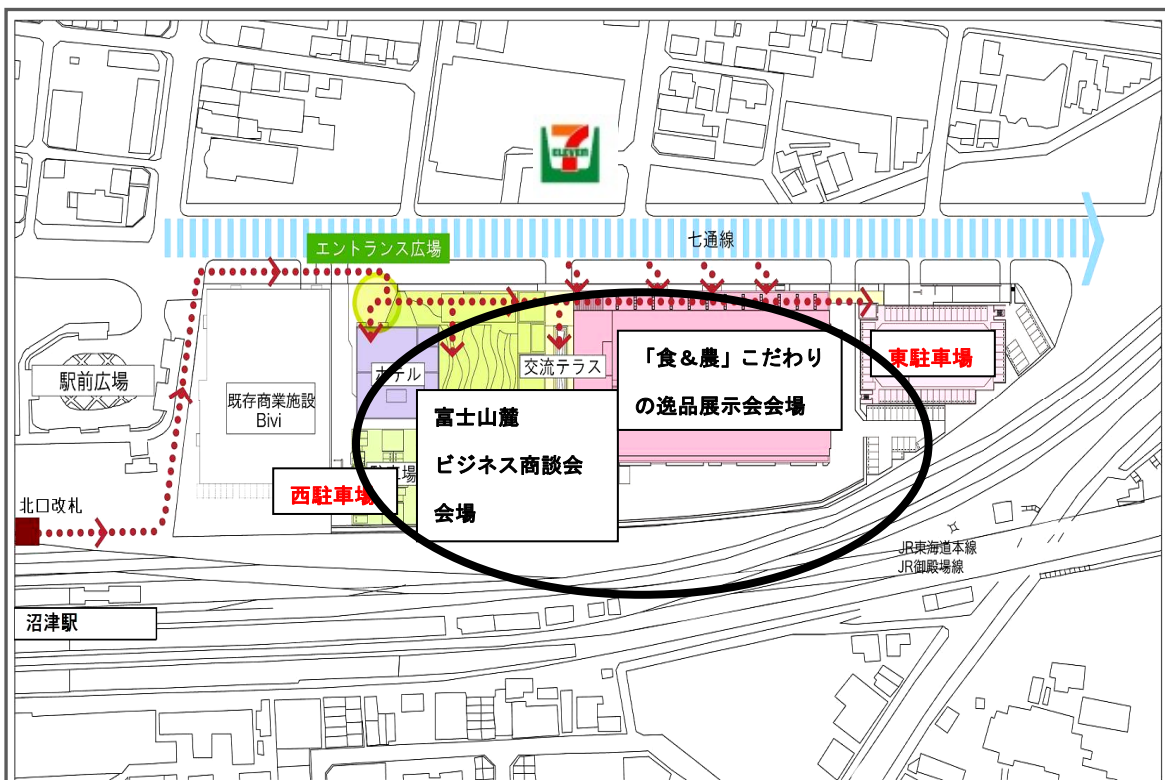 7
ELEVEN
七通線
エントランス広場
駅前広場
既存商業施設
Bivi
ホテル
交流テラス
「食&農」こだわり
の逸品展示会会場
東駐車場
富士山麓
ビジネス商談会
会場
車場
西駐車場
北口改札
JR東海道本線
JR御殿場線
沼津駅